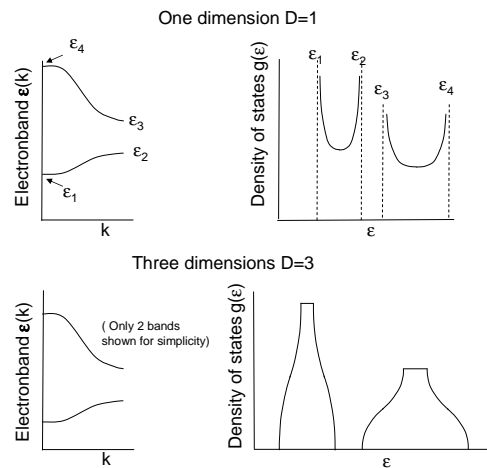 One dimension D=1
ε4
Electronband ε(k)
ε3
ε2
ε1
k
Density of states g(ε)
ε1
ε2
ε3
ε4
ε
Three dimensions D=3
Electronband ε(k)
( Only 2 bands
shown for simplicity)
k
Density of states g(ε)
ε